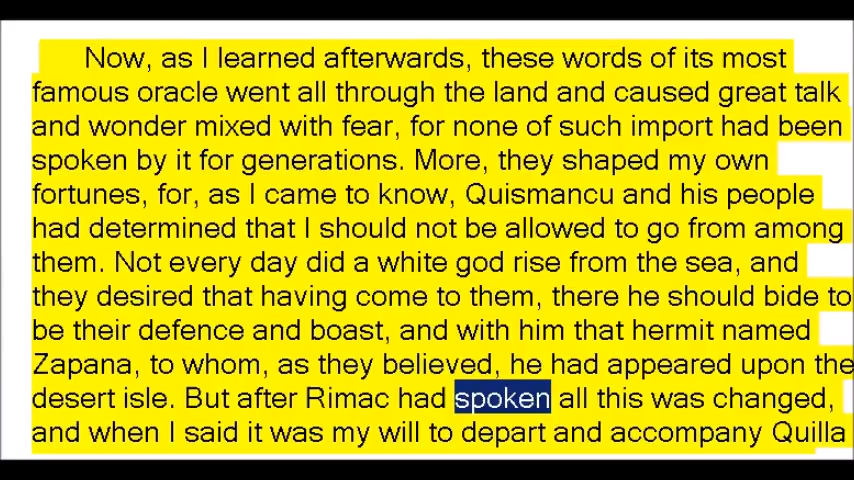 Now, as I learned afterwards, these words of its most
famous oracle went all through the land and caused great talk
and wonder mixed with fear, for none of such import had been
spoken by it for generations. More, they shaped my own
fortunes, for, as I came to know, Quismancu and his people
had determined that I should not be allowed to go from among
them. Not every day did a white god rise from the sea, and
they desired that having come to them, there he should bide to
be their defence and boast, and with him that hermit named
Zapana, to whom, as they believed, he had appeared upon the
desert isle. But after Rimac had spoken all this was changed,
and when I said it was my will to depart and accompany Quilla